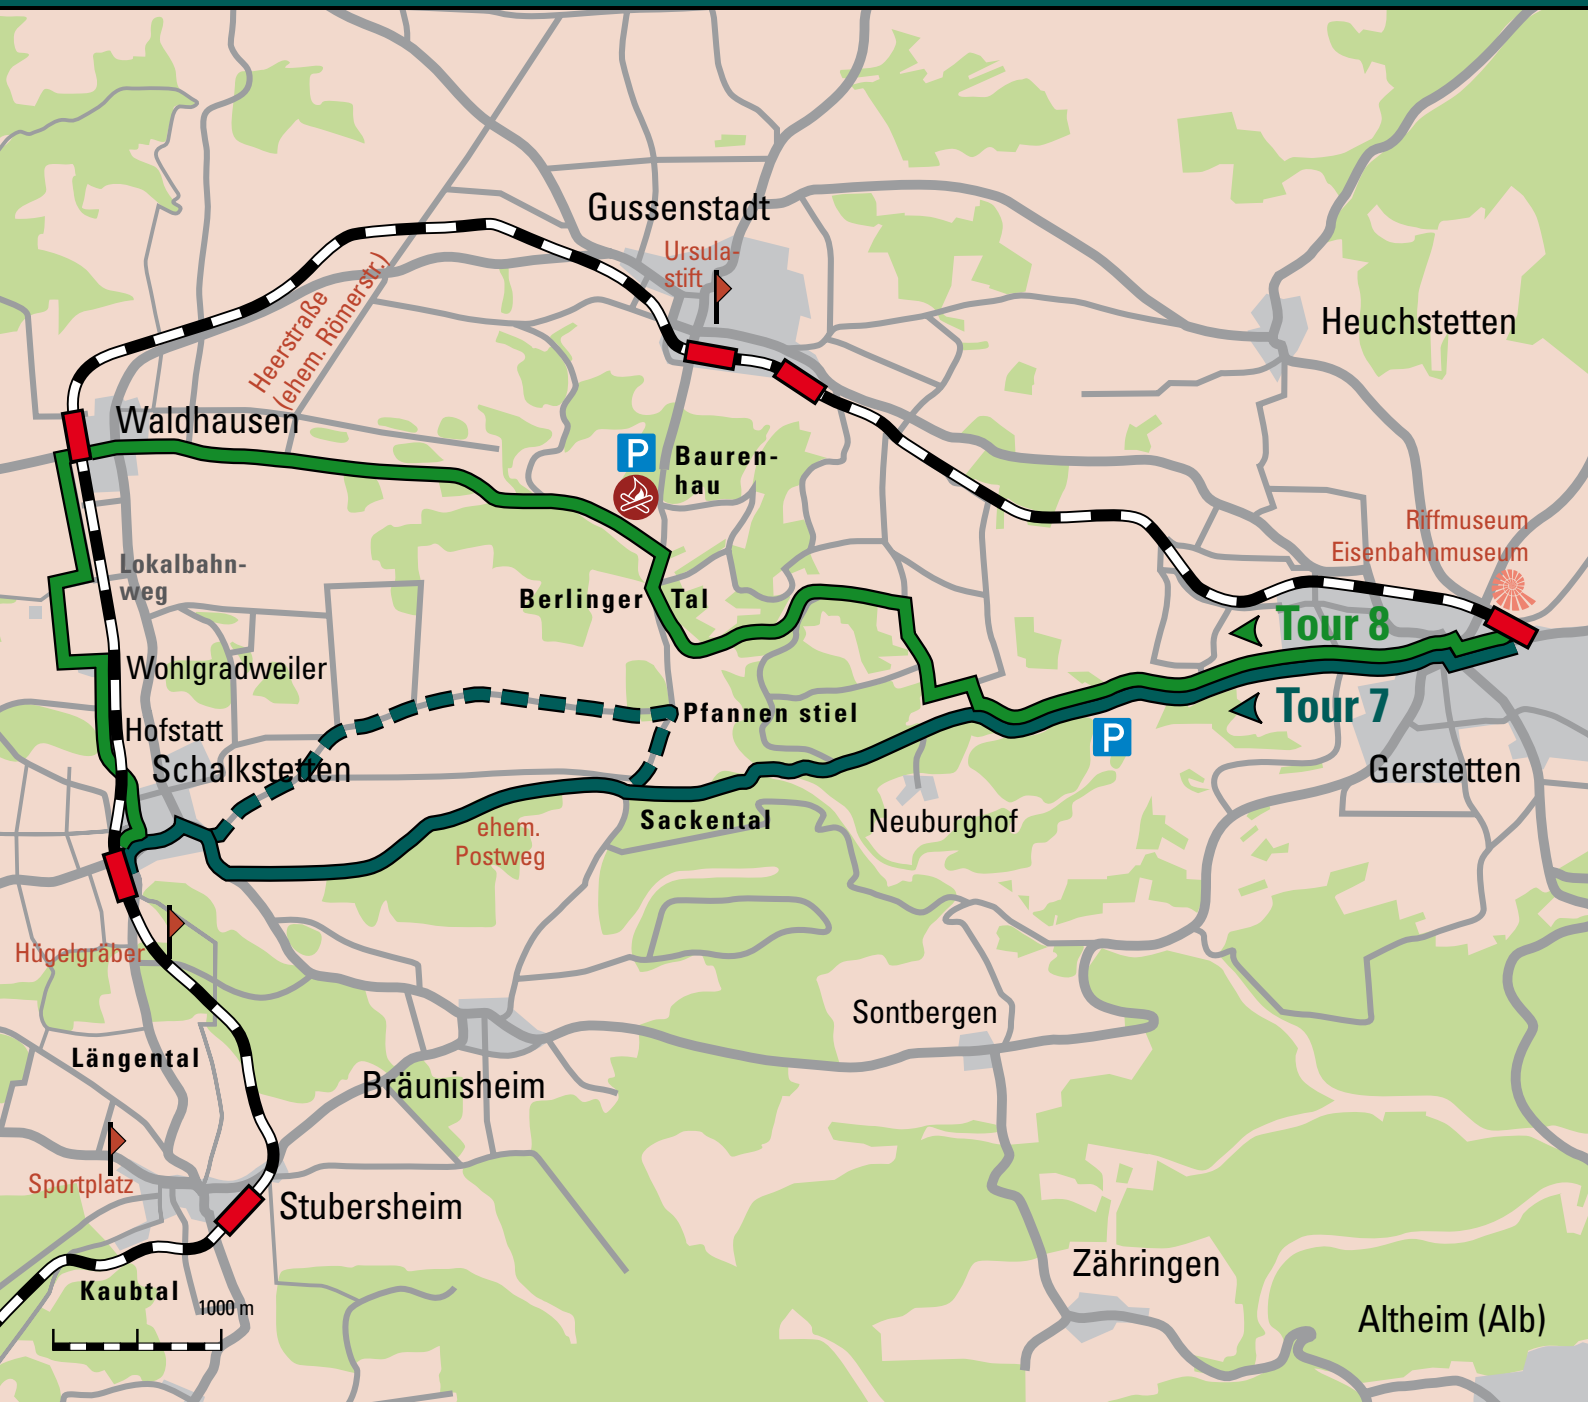 Gussenstadt
Ursula-
stift
Heuchstetten
Heerstraße
(ehem. Römerstr.)
Waldhausen
P
Bauren-
hau
Riffmuseum
Eisenbahnmuseum
Lokalbahn-
weg
Berlinger Tal
Tour 8
Wohlgradweiler
Hofstatt
Pfannen stiel
Tour 7
P
Schalkstetten
Gerstetten
Sackental
Neuburghof
ehem.
Postweg
Hügelgräber
Sontbergen
Längental
Bräunisheim
Sportplatz
Stubersheim
Zähringen
Kaubtal
1000 m
Altheim (Alb)